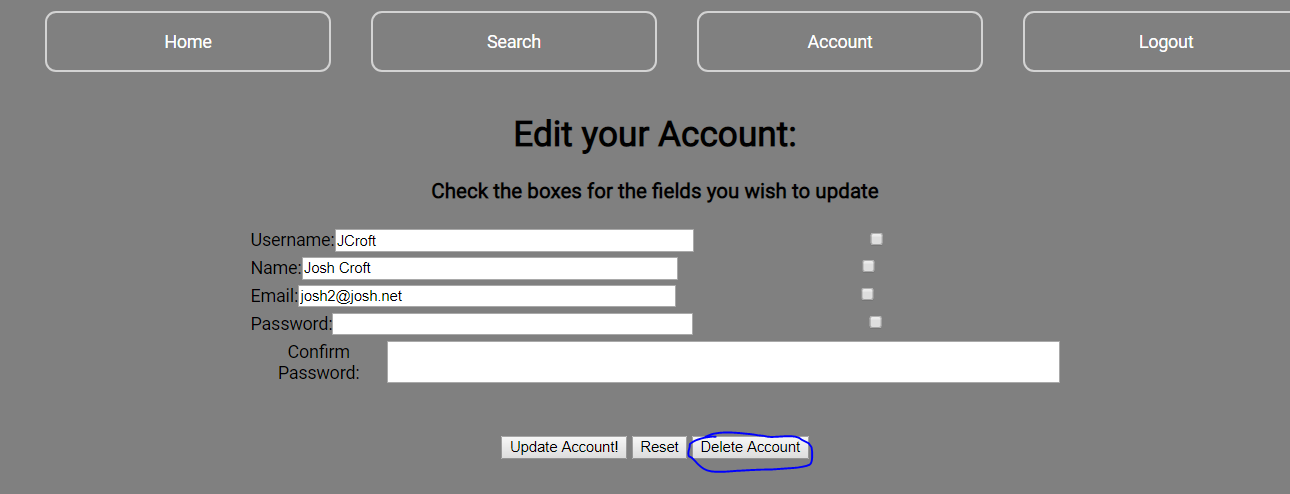 Home Search Account Logout
Edit your Account:
Check the boxes for the fields you wish to update
Username: JCroft
Name: Josh Croft
Email: josh2@josh.net
Password:
Confirm
Password:
Update Account! Reset Delete Account